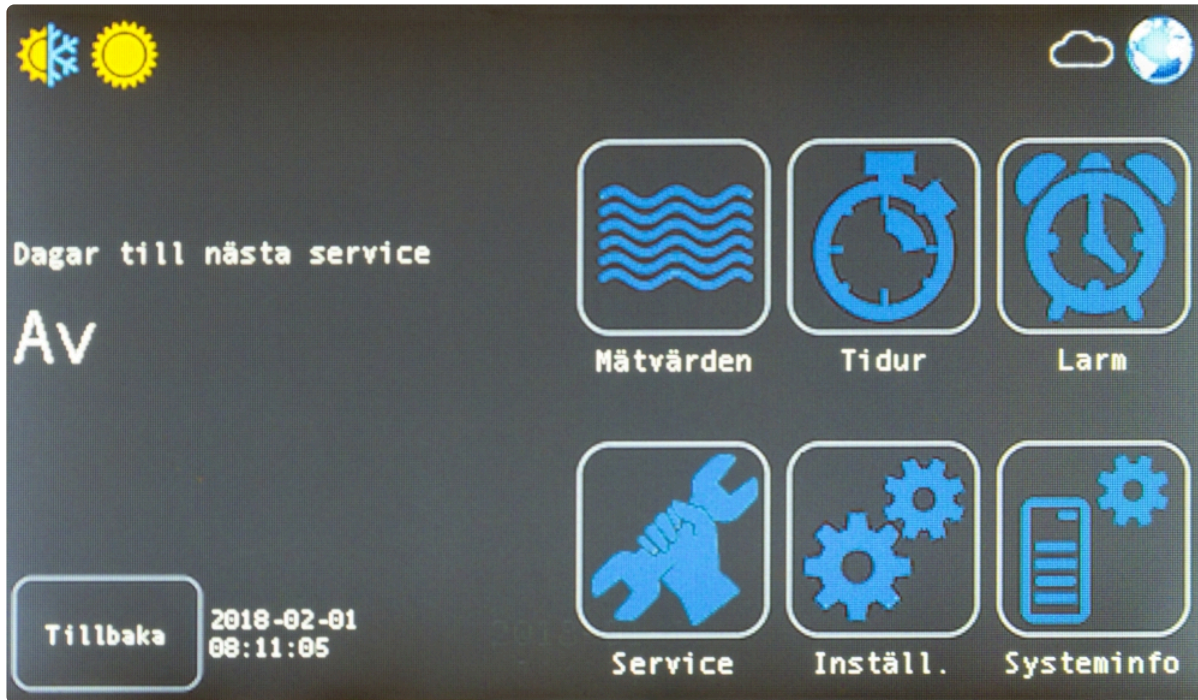 Dagar till nästa service
Av
Mätvärden
Tidur
Larm
Service
Inställ.
Systeminfo
Tillbaka
2018-02-01
08:11:05